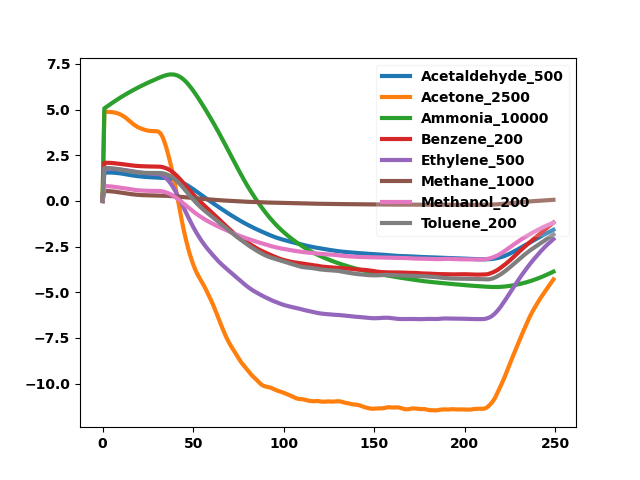 7.5
5.0
2.5
0.0
−2.5
−5.0
−7.5
−10.0
0 50 100 150 200 250
Acetaldehyde_500
Acetone_2500
Ammonia_10000
Benzene_200
Ethylene_500
Methane_1000
Methanol_200
Toluene_200